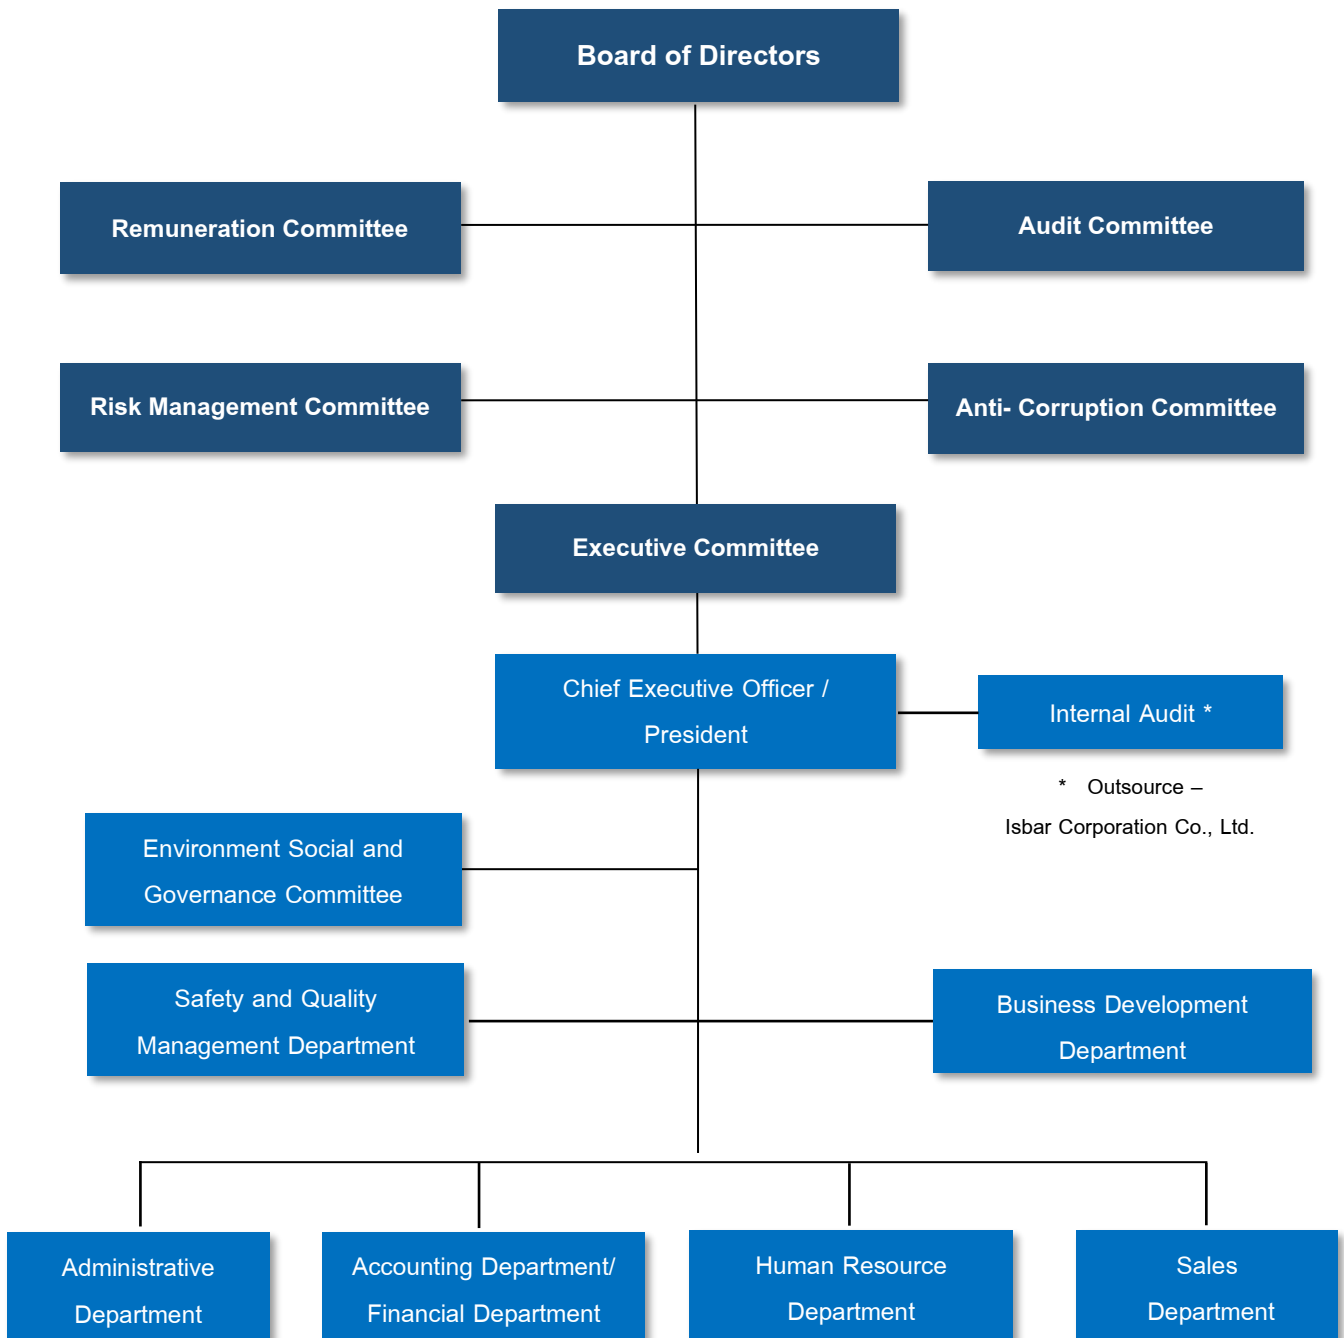 Board of Directors
Remuneration Committee
Audit Committee
Risk Management Committee
Anti- Corruption Committee
Executive Committee
Chief Executive Officer /
President
Internal Audit *
* Outsource –
Isbar Corporation Co., Ltd.
Environment Social and
Governance Committee
Safety and Quality
Management Department
Business Development
Department
Administrative
Department
Accounting Department/
Financial Department
Human Resource
Department
Sales
Department